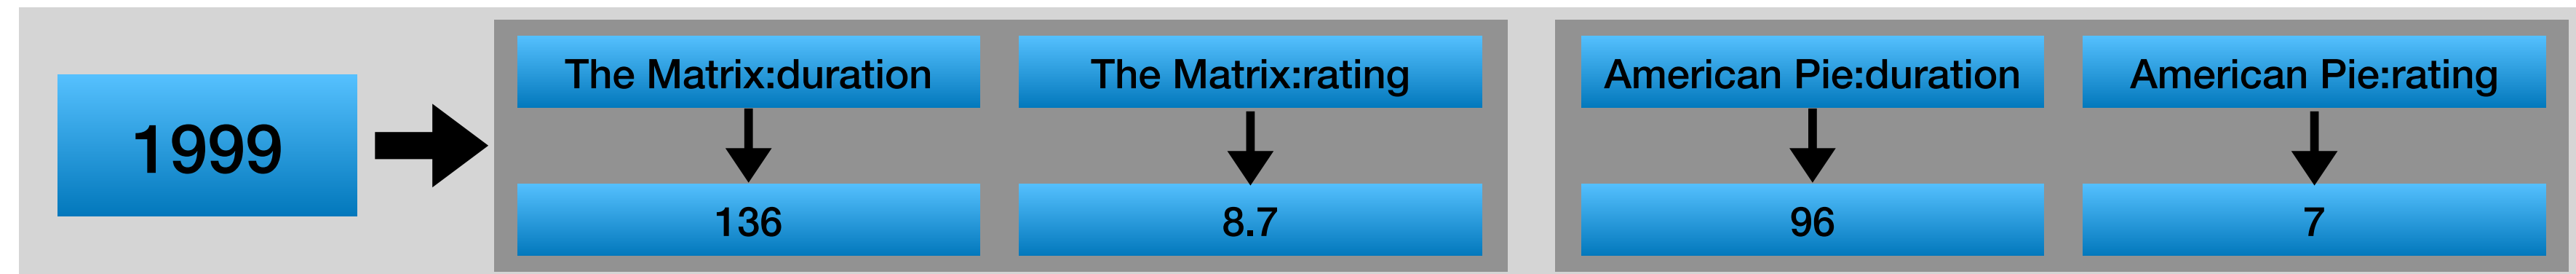 1999
The Matrix:duration
The Matrix:rating
American Pie:duration
American Pie:rating
136
8.7
96
7